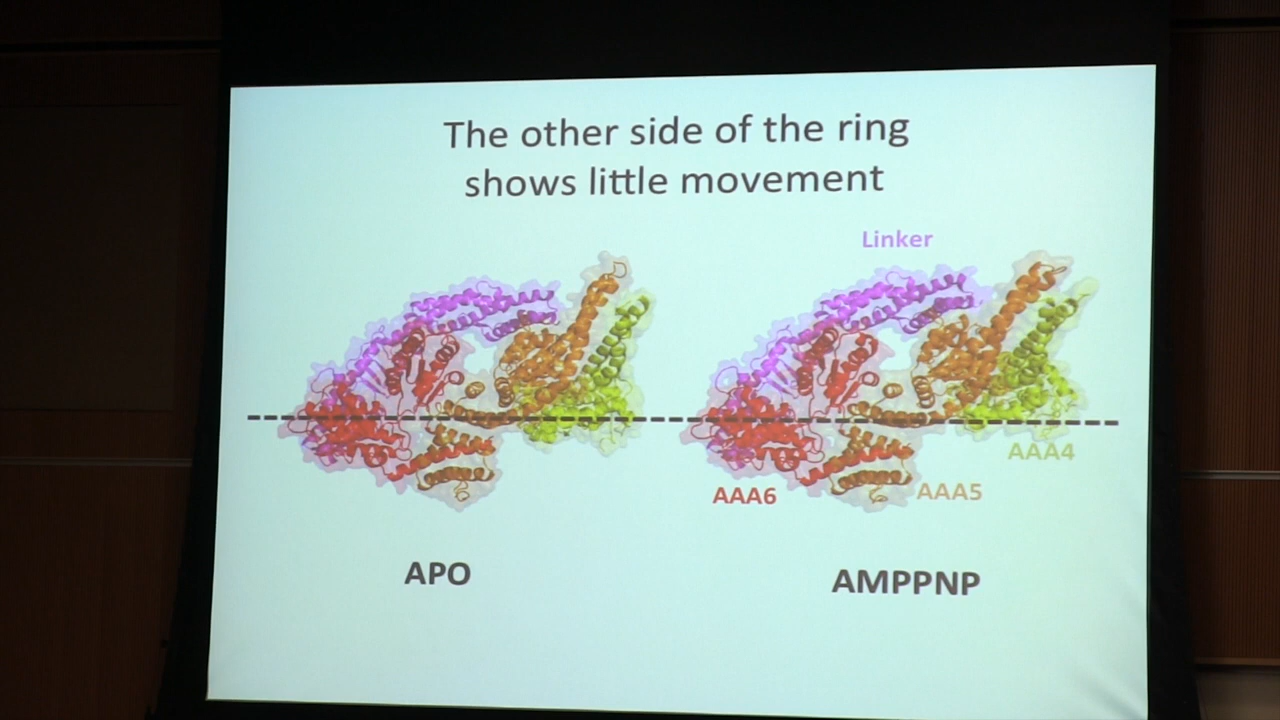 The other side of the ring
shows little movement
Linker
AAA4
AAA6
AAA5
APO
AMPPNP